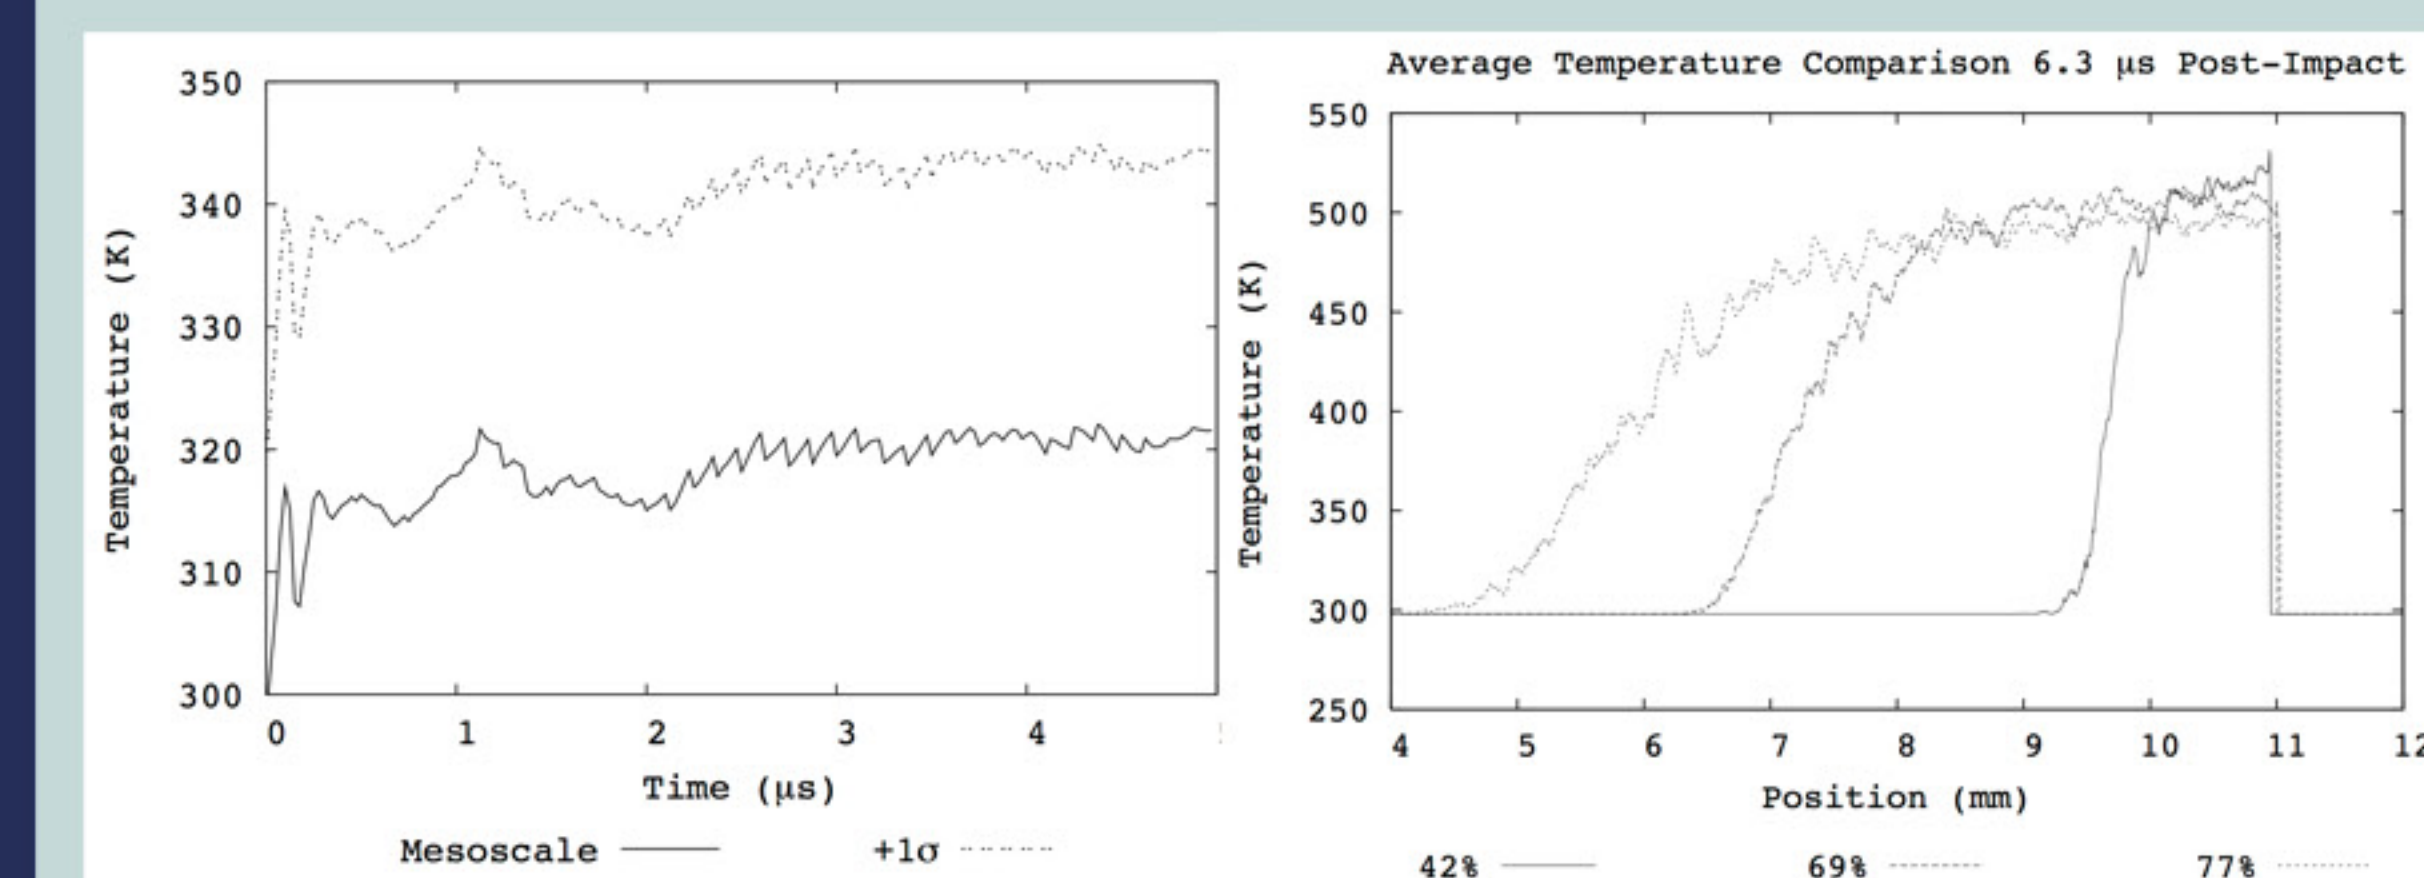 350
340
330
320
310
300
Temperature (K)
0 1 2 3 4
Time (µs)
Mesoscale
+1σ
Average Temperature Comparison 6.3 µs Post-Impact
550
500
450
400
350
300
250
Temperature (K)
4 5 6 7 8 9 10 11 12
Position (mm)
42% 69% 77%